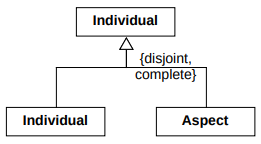 Individual
{disjoint,
complete}
Individual
Aspect